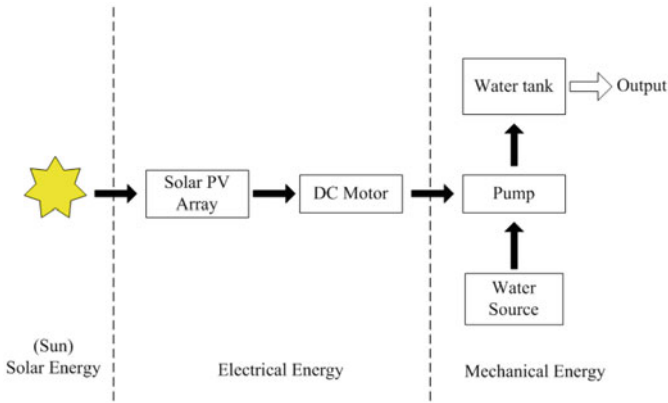 Water tank
Output
Solar PV
Array
DC Motor
Pump
Water
Source
(Sun)
Solar Energy
Electrical Energy
Mechanical Energy